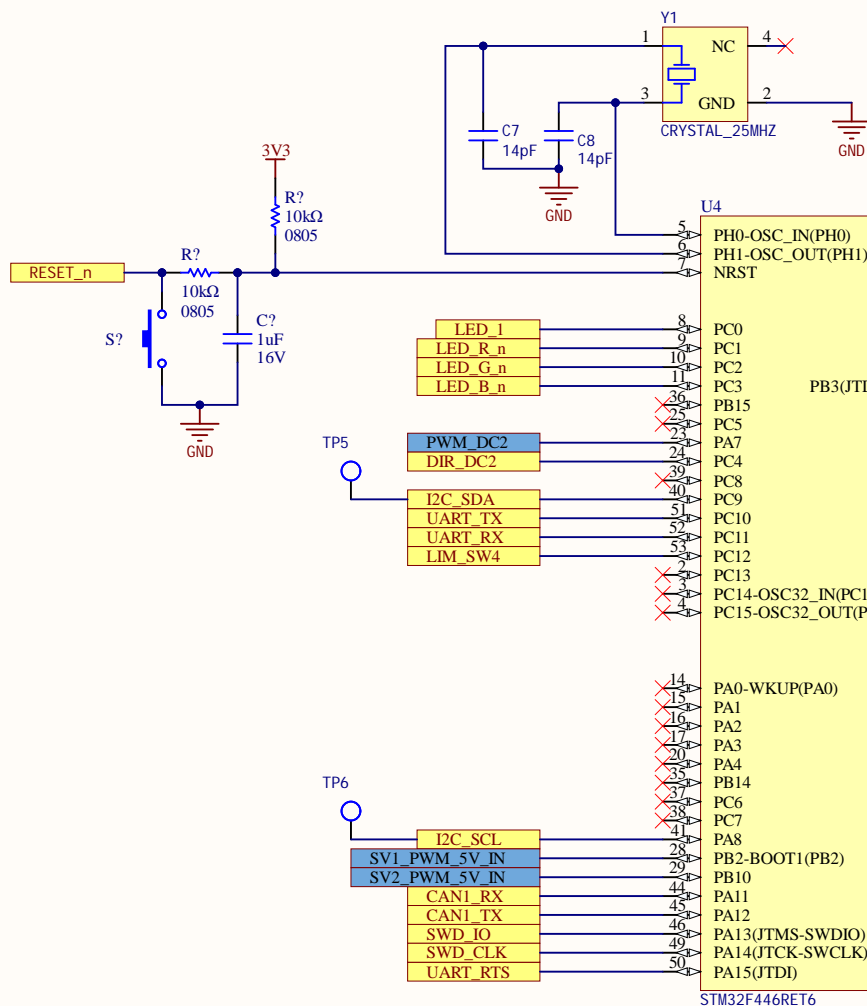 Y1
1
NC
4
3
GND
2
CRYSTAL_25MHZ
GND
C7
14pF
C8
14pF
GND
3V3
R?
10kΩ
0805
RESET_n
R?
10kΩ
0805
S?
C?
1uF
16V
GND
U4
5 PH0-OSC_IN(PH0)
6 PH1-OSC_OUT(PH1)
7 NRST
LED_1 8 PC0
LED_R_n 9 PC1
LED_G_n 10 PC2
LED_B_n 11 PC3
PB3(JTD
36 PB15
25 PC5
PWM_DC2 23 PA7
DIR_DC2 24 PC4
39 PC8
TP5
I2C_SDA 40 PC9
UART_TX 51 PC10
UART_RX 52 PC11
LIM_SW4 53 PC12
2 PC13
3 PC14-OSC32_IN(PC1
4 PC15-OSC32_OUT(P
14 PA0-WKUP(PA0)
15 PA1
16 PA2
17 PA3
20 PA4
35 PB14
37 PC6
38 PC7
TP6
I2C_SCL 41 PA8
SV1_PWM_5V_IN 28 PB2-BOOT1(PB2)
SV2_PWM_5V_IN 29 PB10
CAN1_RX 44 PA11
CAN1_TX 45 PA12
SWD_IO 46 PA13(JTMS-SWDIO)
SWD_CLK 49 PA14(JTCK-SWCLK)
UART_RTS 50 PA15(JTDI)
STM32F446RET6